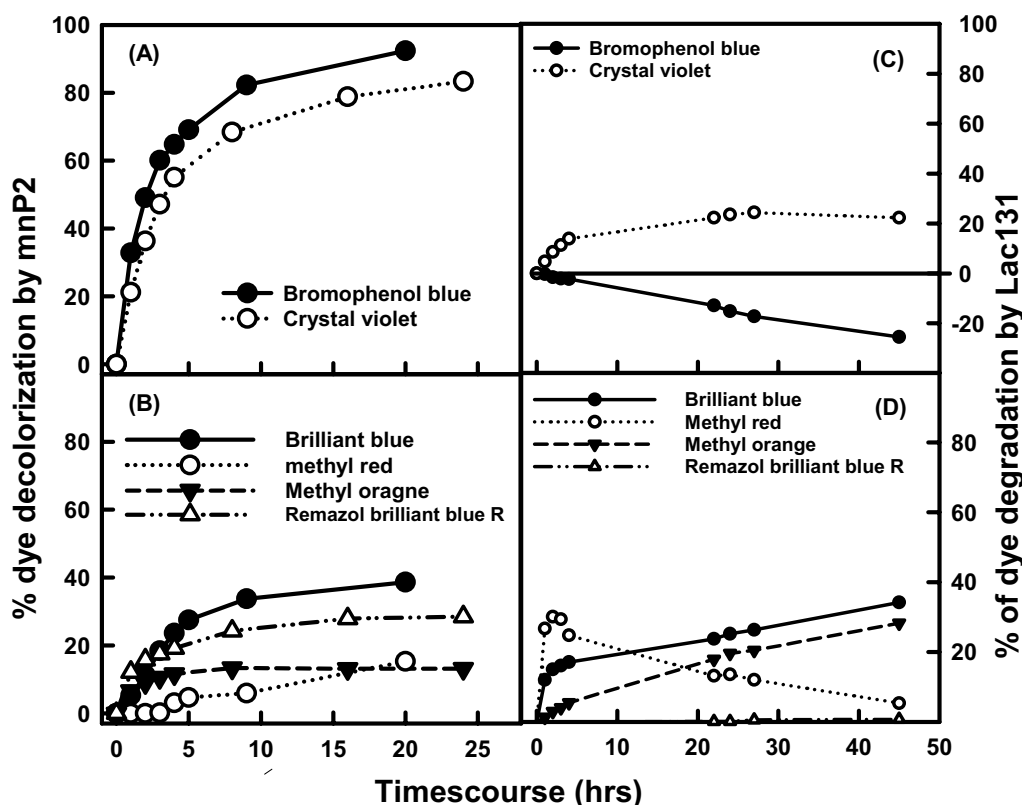 % dye decolorization by mnP2
100
80
60
40
20
0
(A)
Bromophenol blue
Crystal violet
Bromophenol blue
Crystal violet
(C)
100
80
60
40
20
0
-20
% of dye degradation by Lac131
80
60
40
20
0
(B)
Brilliant blue
methyl red
Methyl oragne
Remazol brilliant blue R
0 5 10 15 20 25
(D)
Brilliant blue
Methyl red
Methyl orange
Remazol brilliant blue R
80
60
40
20
0 10 20 30 40 50
Timescourse (hrs)